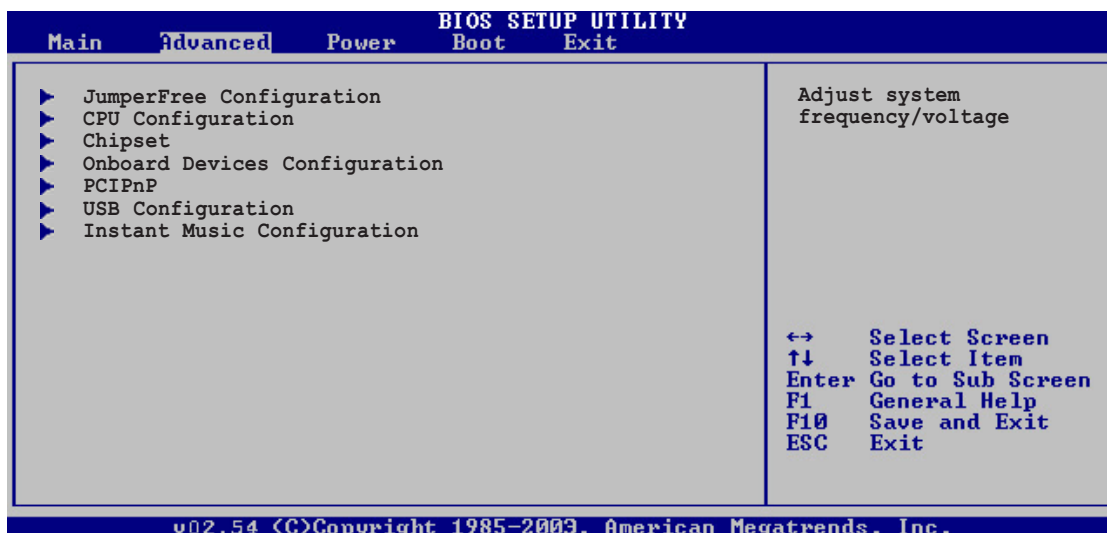 BIOS SETUP UTILITY
Main Advanced Power Boot Exit
JumperFree Configuration
CPU Configuration
Chipset
Onboard Devices Configuration
PCIPnP
USB Configuration
Instant Music Configuration
Adjust system
frequency/voltage
←→ Select Screen
↑↓ Select Item
Enter Go to Sub Screen
F1 General Help
F10 Save and Exit
ESC Exit
v02.54 (C)Copyright 1985-2003, American Megatrends, Inc.